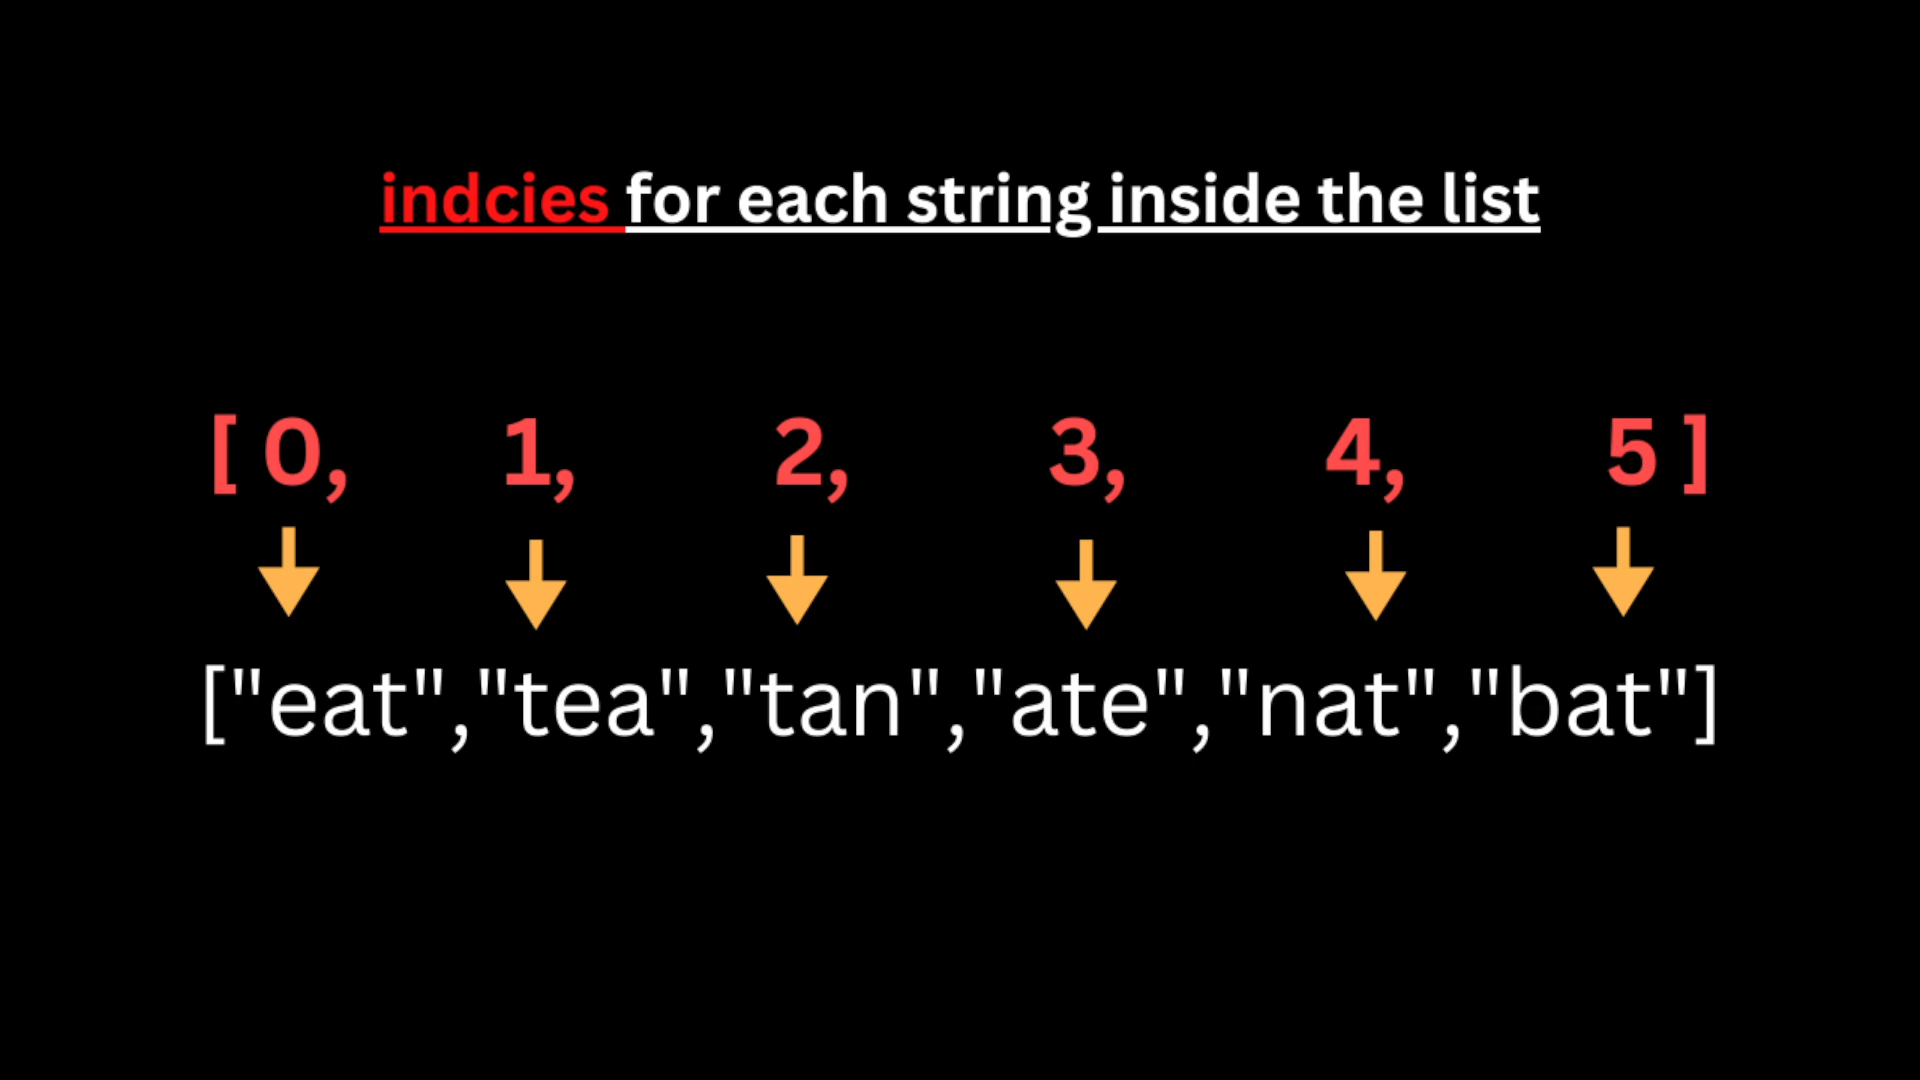 indcies for each string inside the list
[ 0, 1, 2, 3, 4, 5 ]
["eat","tea","tan","ate","nat","bat"]